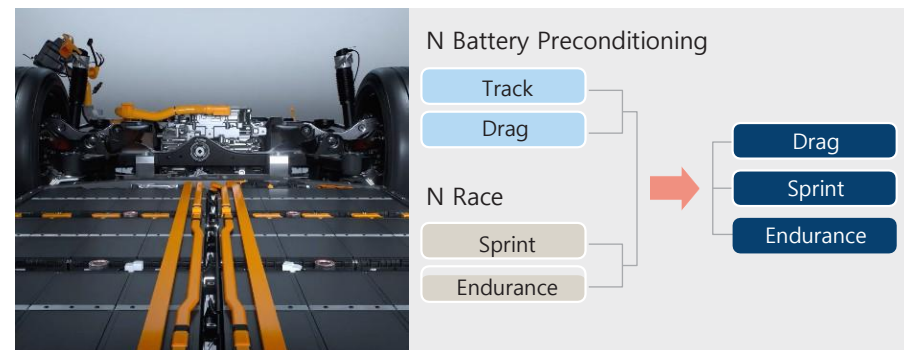 N Battery Preconditioning
Track
Drag
N Race
Sprint
Endurance
Drag
Sprint
Endurance